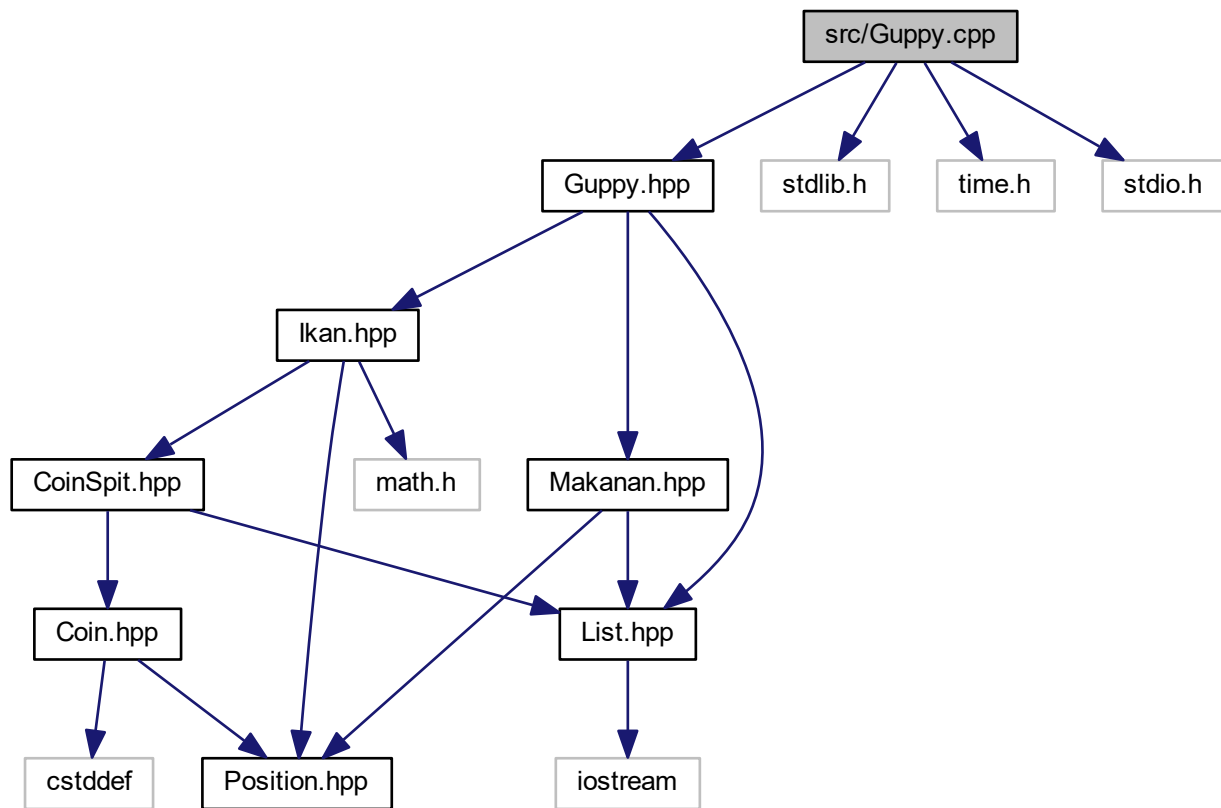 src/Guppy.cpp
Guppy.hpp
stdlib.h
time.h
stdio.h
Ikan.hpp
CoinSpit.hpp
math.h
Makanan.hpp
Coin.hpp
List.hpp
cstddef
Position.hpp
iostream